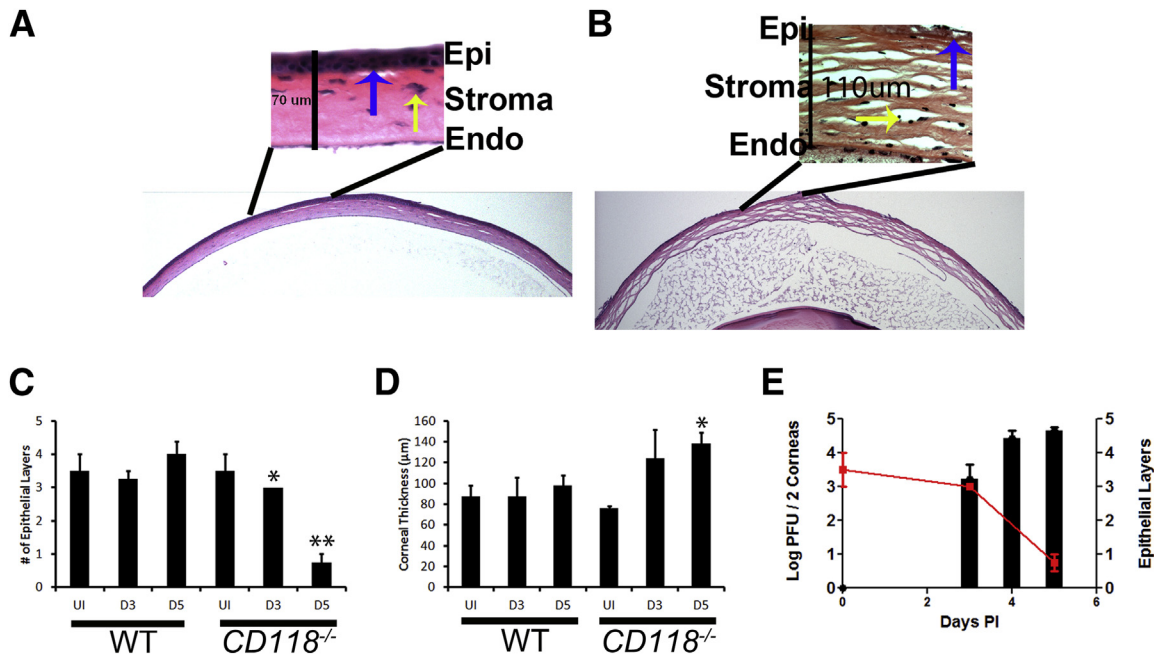 A
Epi
70 um
Stroma
Endo
B
Epi
Stroma 110um
Endo
C
# of Epithelial Layers
5
4
3
2
1
0
*
**
UI D3 D5 UI D3 D5
WT CD118-/-
D
Corneal Thickness (µm)
160
140
120
100
80
60
40
20
0
*
UI D3 D5 UI D3 D5
WT CD118-/-
E
Log PFU / 2 Corneas
5
4
3
2
1
0
0 2 4 6
Days PI
5
4
3
2
1
0
Epithelial Layers